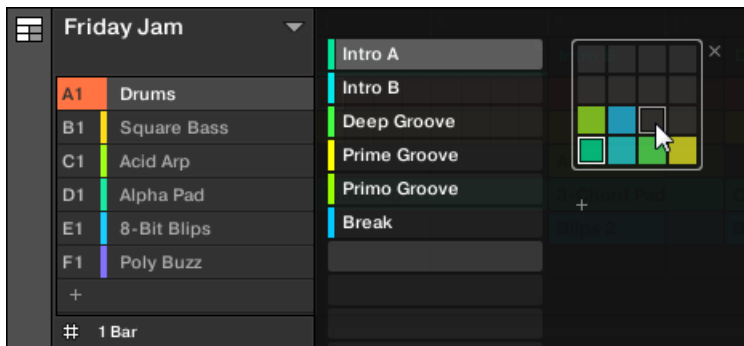 Friday Jam
A1 Drums
B1 Square Bass
C1 Acid Arp
D1 Alpha Pad
E1 8-Bit Blips
F1 Poly Buzz
+
1 Bar
Intro A
Intro B
Deep Groove
Prime Groove
Primo Groove
Break
×
+